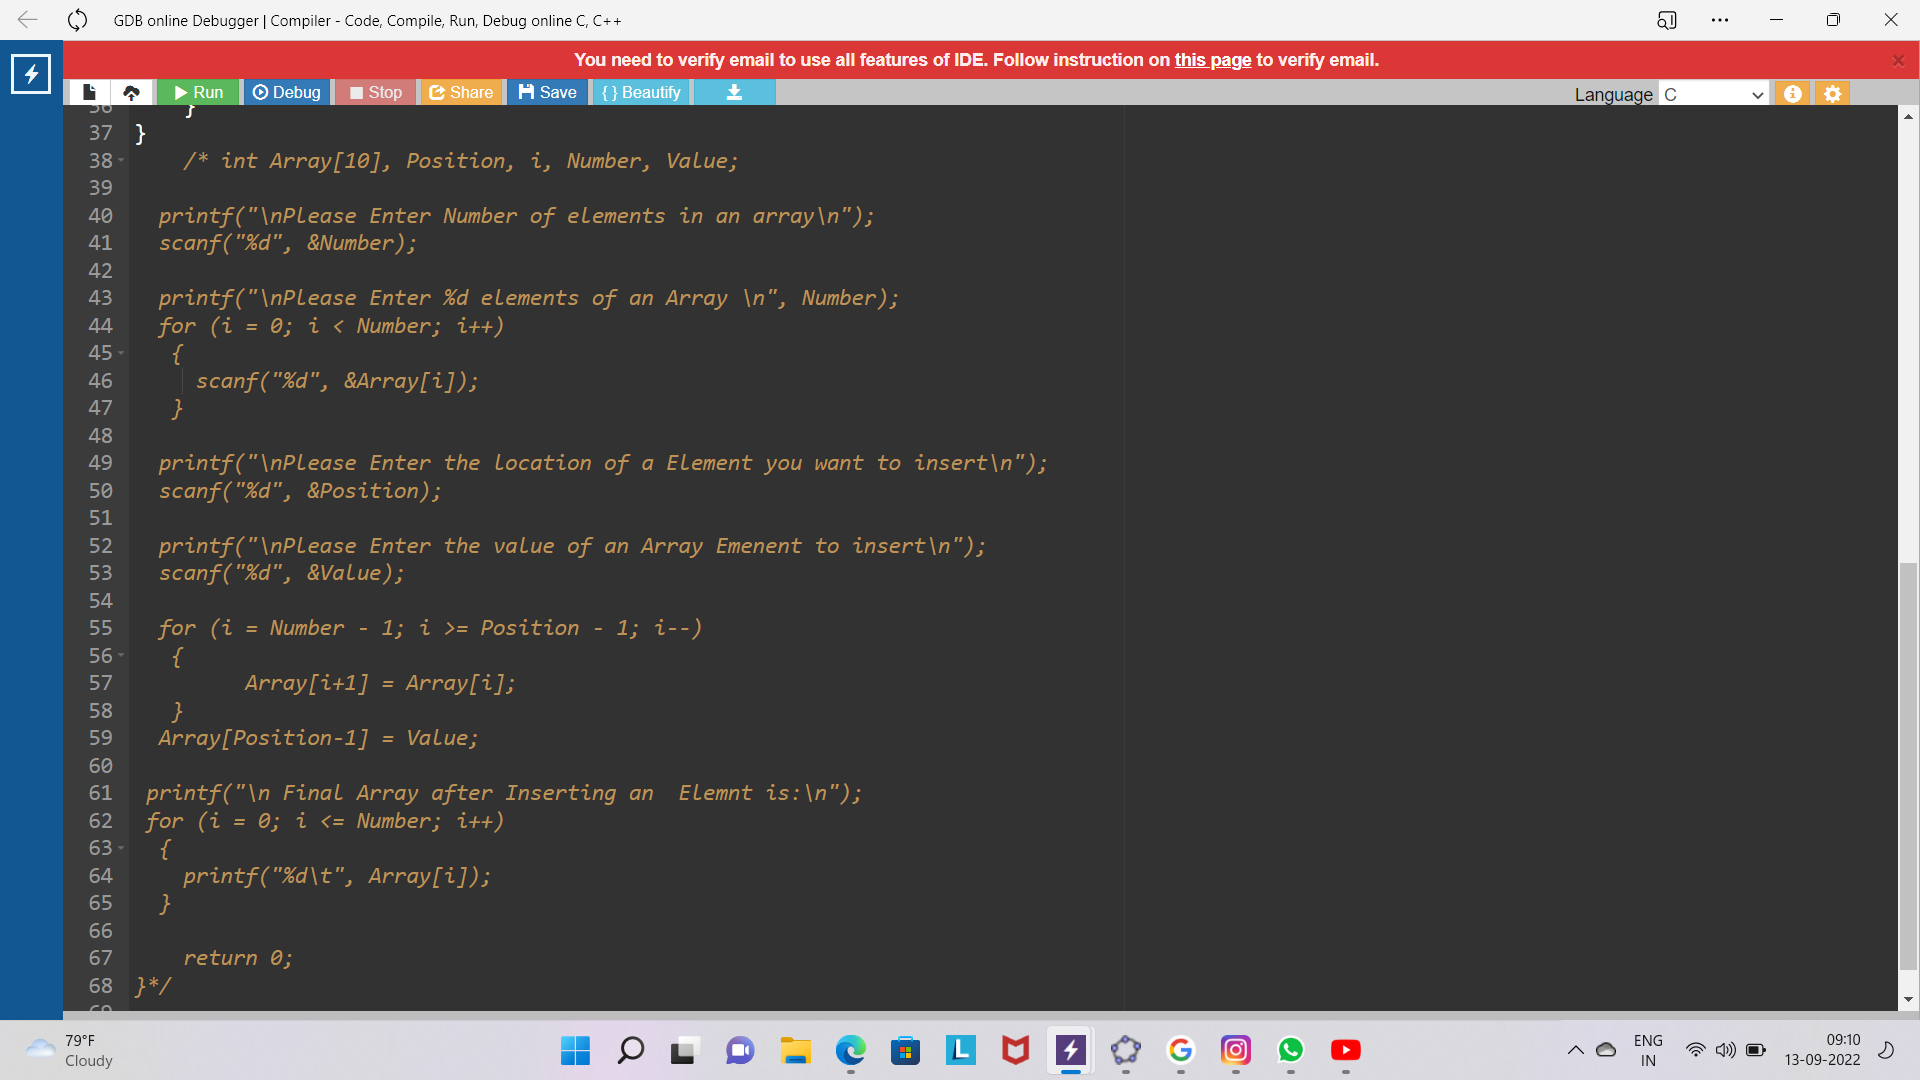 GDB online Debugger | Compiler - Code, Compile, Run, Debug online C, C++
You need to verify email to use all features of IDE. Follow instruction on this page to verify email.
Run Debug Stop Share Save { } Beautify Language C
36 }
37 }
38 /* int Array[10], Position, i, Number, Value;
39
40 printf("\nPlease Enter Number of elements in an array\n");
41 scanf("%d", &Number);
42
43 printf("\nPlease Enter %d elements of an Array \n", Number);
44 for (i = 0; i < Number; i++)
45 {
46 scanf("%d", &Array[i]);
47 }
48
49 printf("\nPlease Enter the location of a Element you want to insert\n");
50 scanf("%d", &Position);
51
52 printf("\nPlease Enter the value of an Array Emenent to insert\n");
53 scanf("%d", &Value);
54
55 for (i = Number - 1; i >= Position - 1; i--)
56 {
57 Array[i+1] = Array[i];
58 }
59 Array[Position-1] = Value;
60
61 printf("\n Final Array after Inserting an  Elemnt is:\n");
62 for (i = 0; i <= Number; i++)
63 {
64 printf("%d\t", Array[i]);
65 }
66
67 return 0;
68 }*/
69
79°F
Cloudy
ENG
IN
09:10
13-09-2022